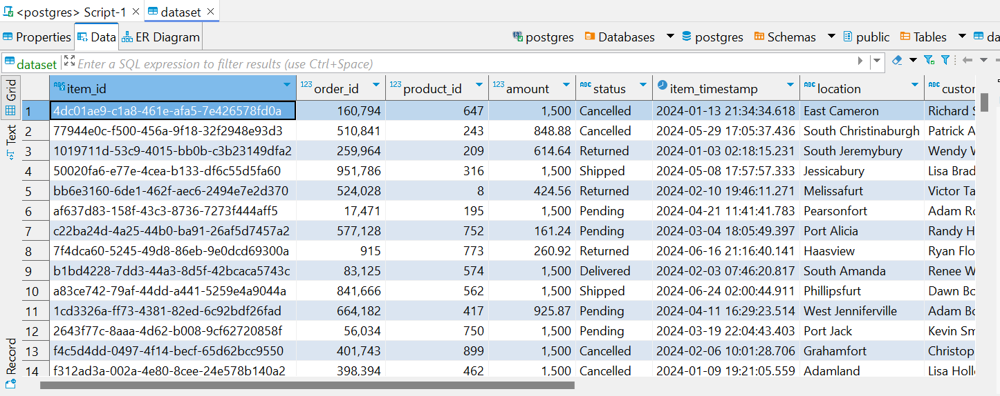 <postgres> Script-1 dataset
Properties Data ER Diagram postgres Databases postgres Schemas public Tables da
dataset Enter a SQL expression to filter results (use Ctrl+Space)
Grid
Text
Record
ABC item_id 123 order_id 123 product_id 123 amount ABC status item_timestamp ABC location ABC custor
1 4dc01ae9-c1a8-461e-afa5-7e426578fd0a 160,794 647 1,500 Cancelled 2024-01-13 21:34:34.618 East Cameron Richard S
2 77944e0c-f500-456a-9f18-32f2948e93d3 510,841 243 848.88 Cancelled 2024-05-29 17:05:37.436 South Christinaburgh Patrick A
3 1019711d-53c9-4015-bb0b-c3b23149dfa2 259,964 209 614.64 Returned 2024-01-03 02:18:15.231 South Jeremybury Wendy W
4 50020fa6-e77e-4cea-b133-df6c55d5fa60 951,786 316 1,500 Shipped 2024-05-08 17:57:57.333 Jessicabury Lisa Brad
5 bb6e3160-6de1-462f-aec6-2494e7e2d370 524,028 8 424.56 Returned 2024-02-10 19:46:11.271 Melissafurt Victor Ta
6 af637d83-158f-43c3-8736-7273f444aff5 17,471 195 1,500 Pending 2024-04-21 11:41:41.783 Pearsonfort Adam Ro
7 c22ba24d-4a25-44b0-ba91-26af5d7457a2 577,128 752 161.24 Pending 2024-03-04 18:05:49.397 Port Alicia Randy H
8 7f4dca60-5245-49d8-86eb-9e0dcd69300a 915 773 260.92 Returned 2024-06-16 21:16:40.141 Haasview Ryan Flo
9 b1bd4228-7dd3-44a3-8d5f-42bcaca5743c 83,125 574 1,500 Delivered 2024-02-03 07:46:20.817 South Amanda Renee W
10 a83ce742-79af-44dd-a441-5259e4a9044a 841,666 562 1,500 Shipped 2024-06-24 02:00:44.911 Phillipsfurt Dawn Bo
11 1cd3326a-ff73-4381-82ed-6c92bdf26fad 664,182 417 925.87 Pending 2024-04-11 16:29:23.514 West Jenniferville Adam Bo
12 2643f77c-8aaa-4d62-b008-9cf62720858f 56,034 750 1,500 Pending 2024-03-19 22:04:43.403 Port Jack Kevin Sm
13 f4c5d4dd-0497-4f14-becf-65d62bcc9550 401,743 899 1,500 Cancelled 2024-02-06 10:01:28.706 Grahamfort Christop
14 f312ad3a-002a-4e80-8cee-24e578b140a2 398,394 462 1,500 Cancelled 2024-01-09 19:21:05.559 Adamland Lisa Holl